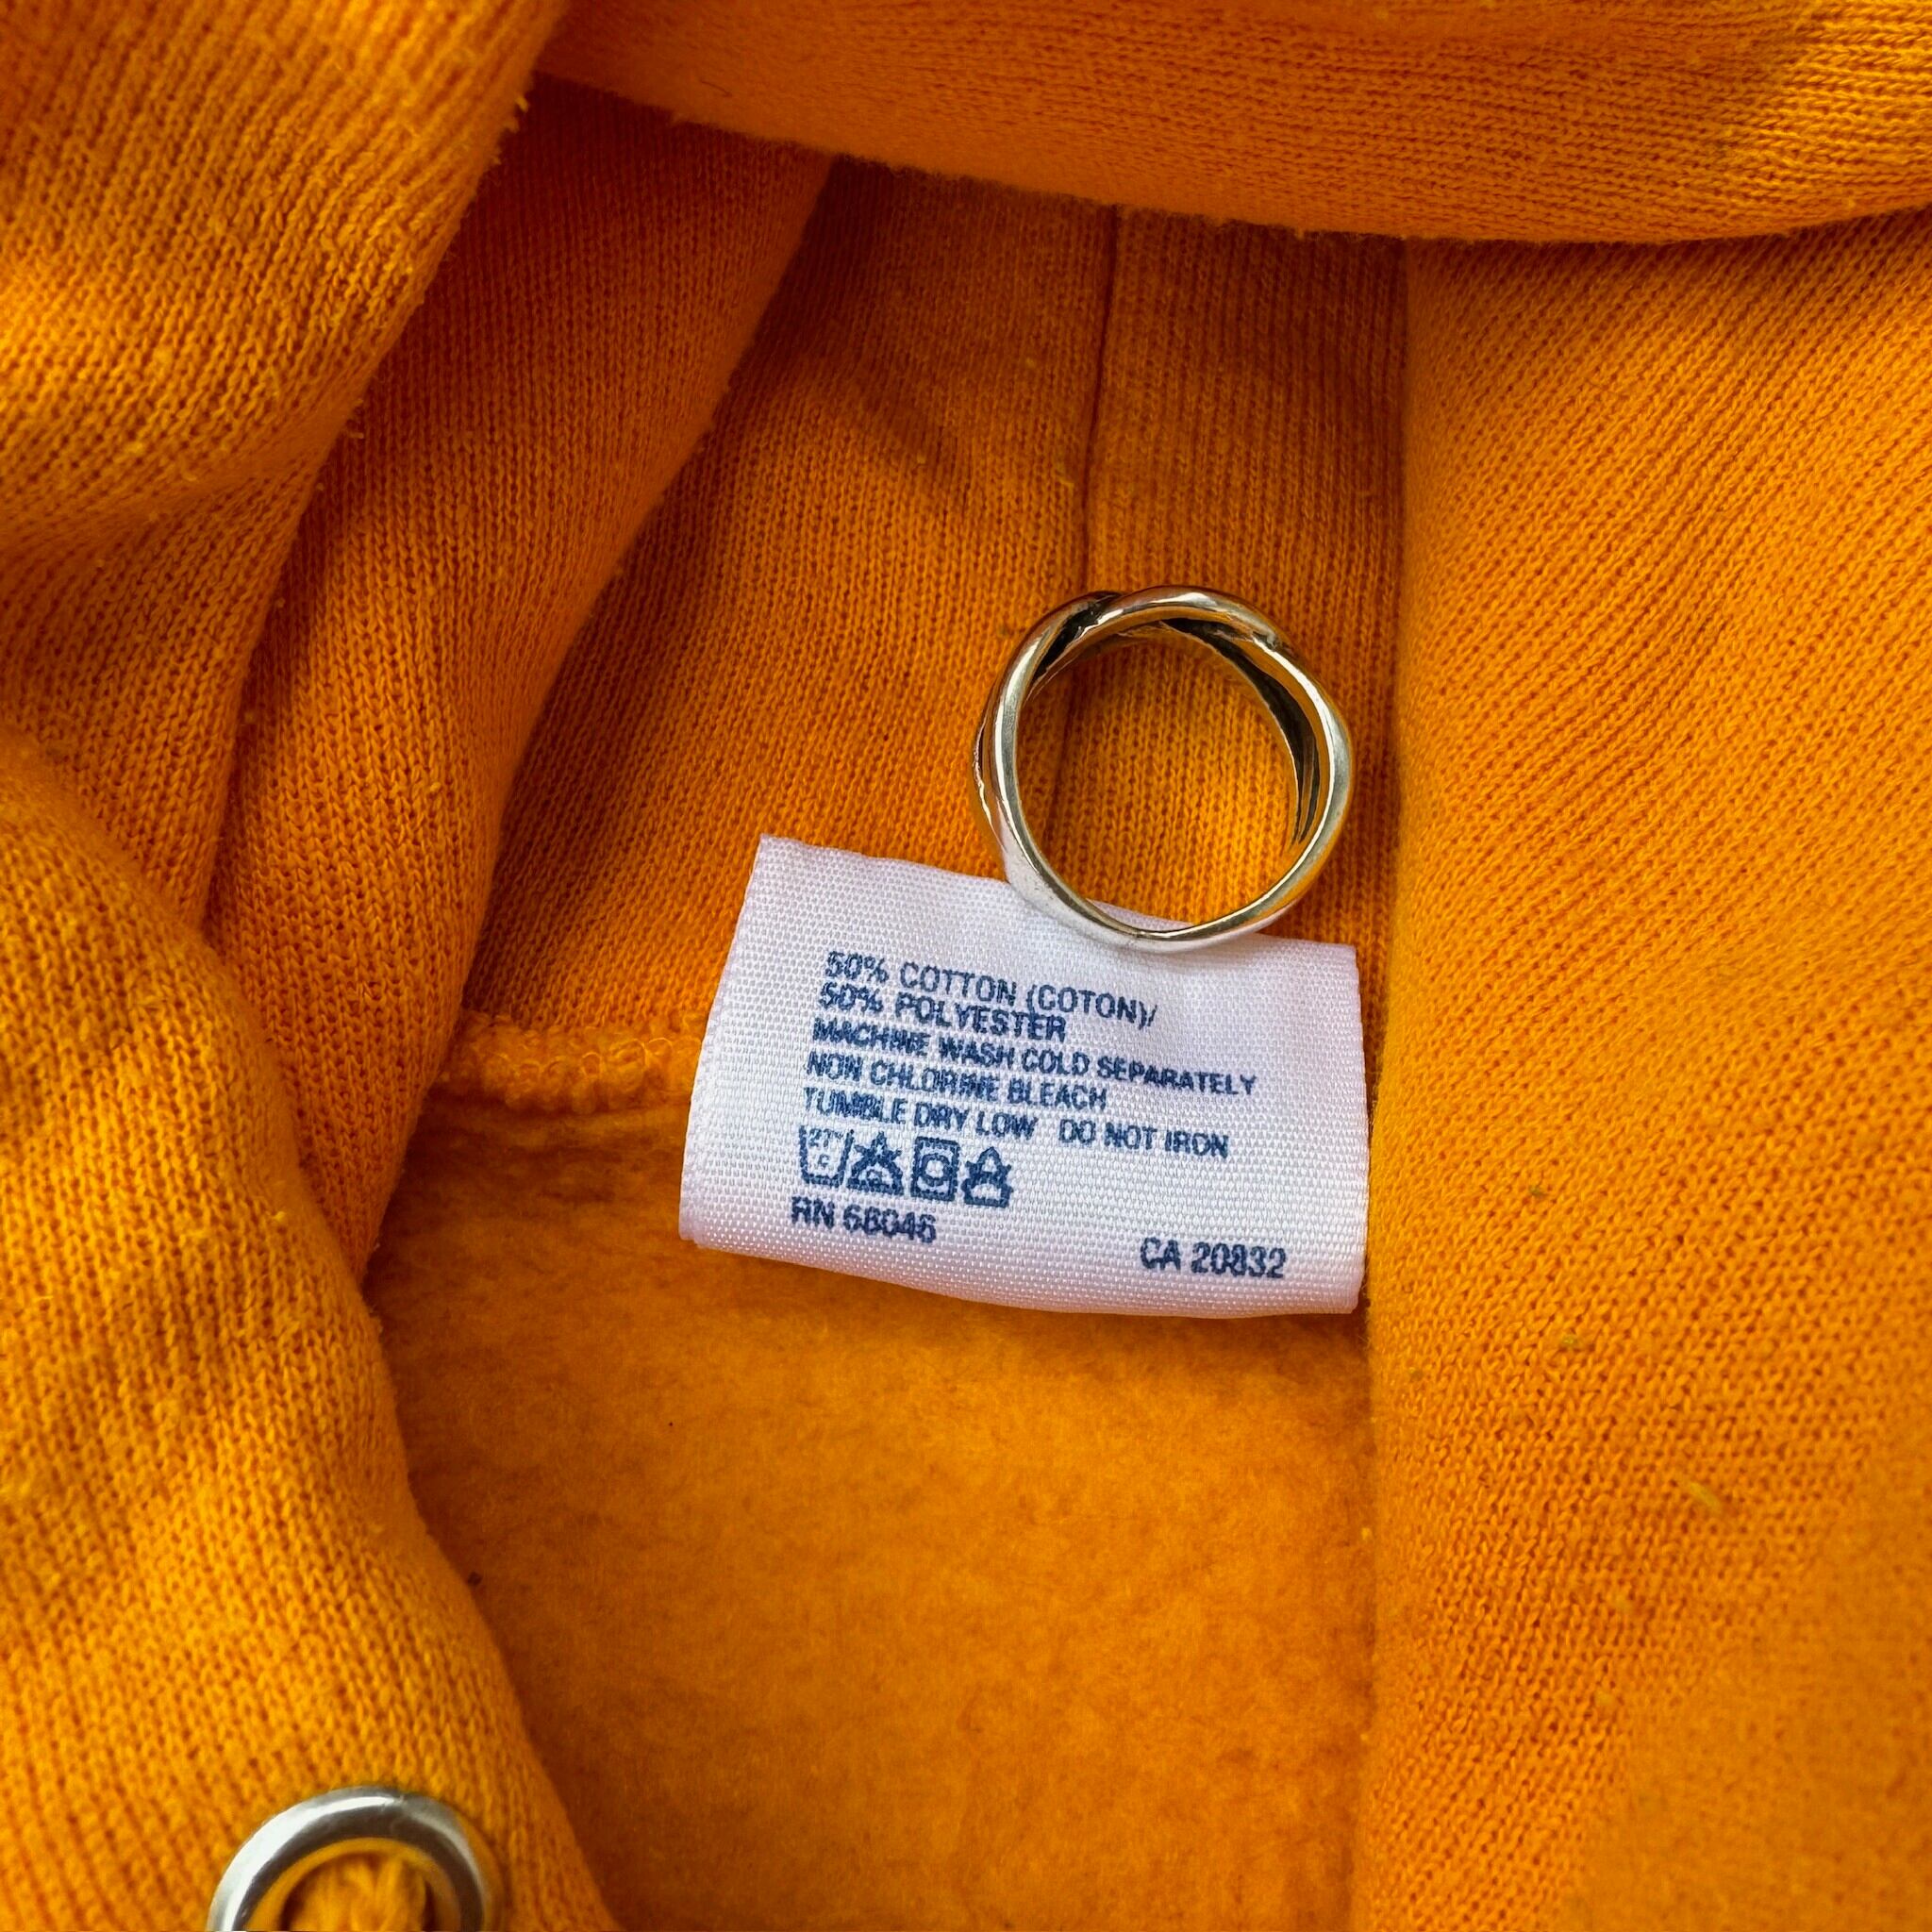 50% COTTON (COTON)/
50% POLYESTER
MACHINE WASH COLD SEPARATELY
NON CHLORINE BLEACH
TUMBLE DRY LOW DO NOT IRON
RN 68046
CA 20832